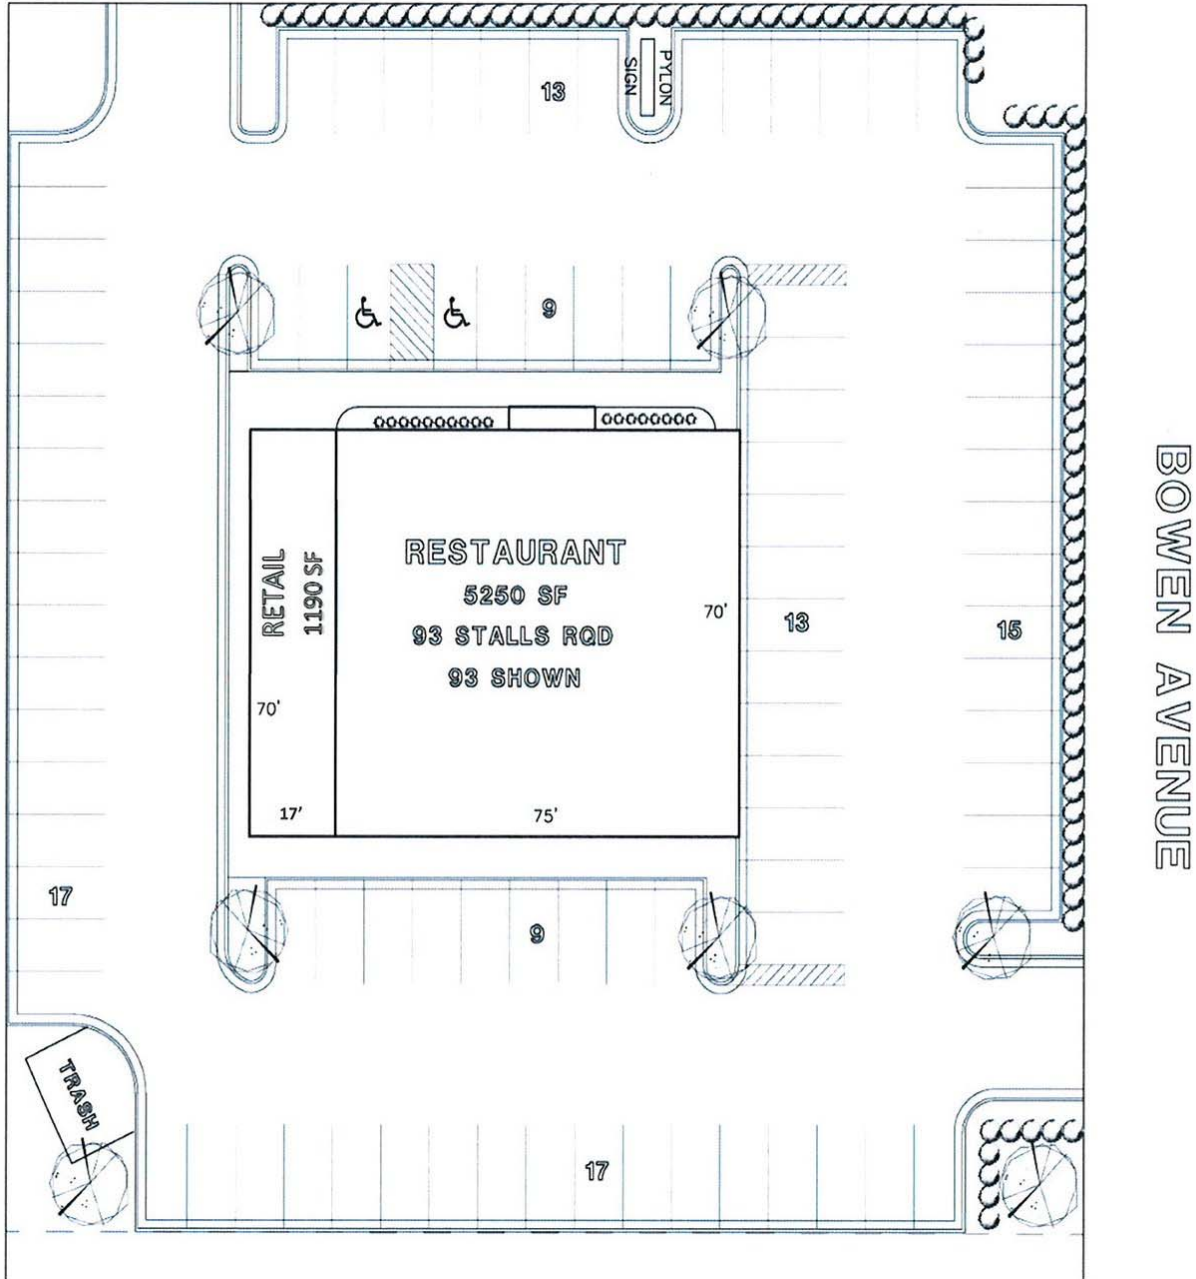 13
PYLON
SIGN
9
RETAIL
1190 SF
70'
17'
RESTAURANT
5250 SF
93 STALLS RQD
93 SHOWN
70'
75'
13
15
BOWEN AVENUE
17
9
TRASH
17